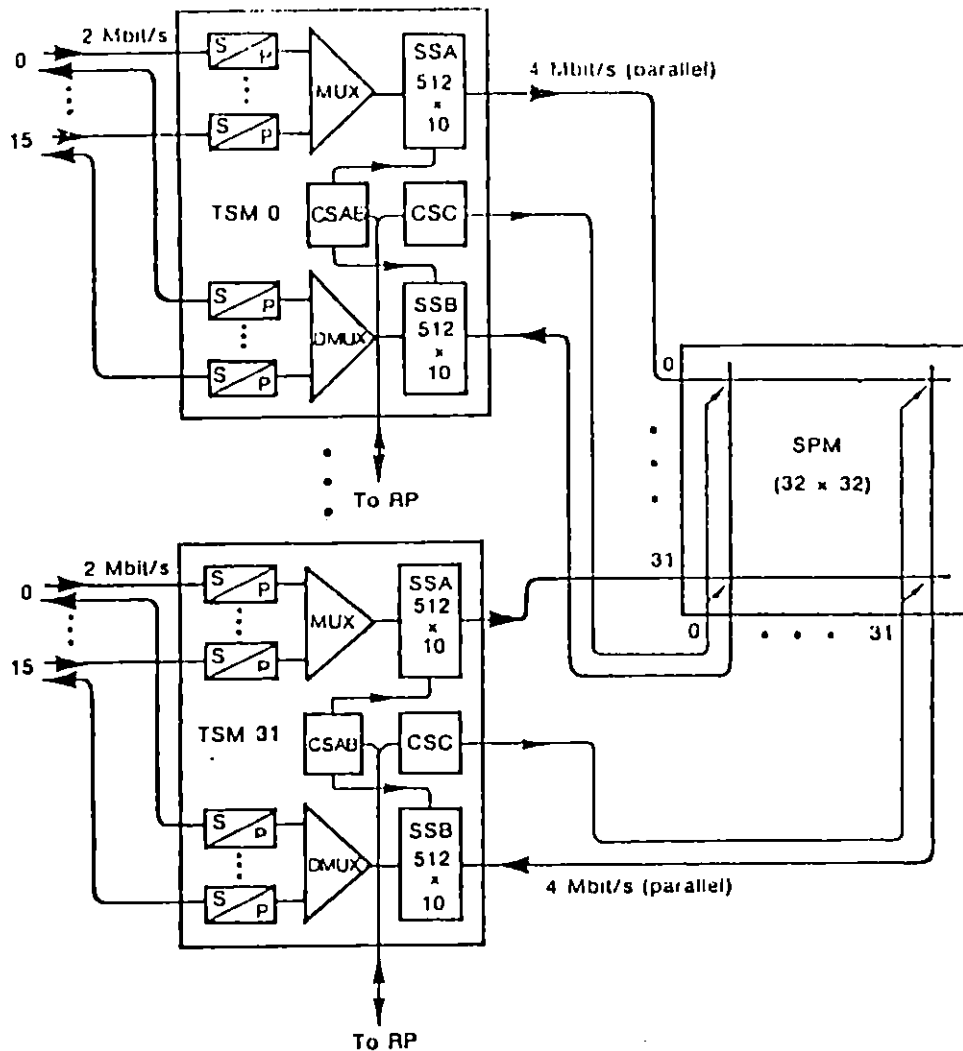 2 Mbit/s
0
15
S P
S P
MUX
SSA
512
x
10
4 Mbit/s (parallel)
TSM 0
CSAB
CSC
S P
S P
DMUX
SSB
512
x
10
To RP
0
31
SPM
(32 x 32)
0
31
2 Mbit/s
0
15
S P
S P
MUX
SSA
512
x
10
TSM 31
CSAB
CSC
S P
S P
DMUX
SSB
512
x
10
4 Mbit/s (parallel)
To RP